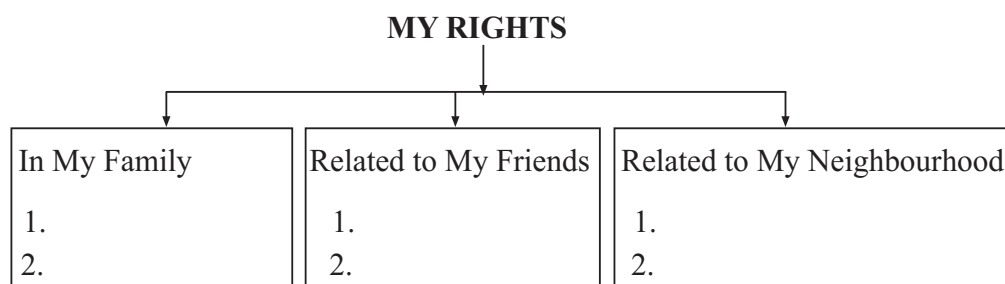 MY RIGHTS
In My Family
1.
2.
Related to My Friends
1.
2.
Related to My Neighbourhood
1.
2.